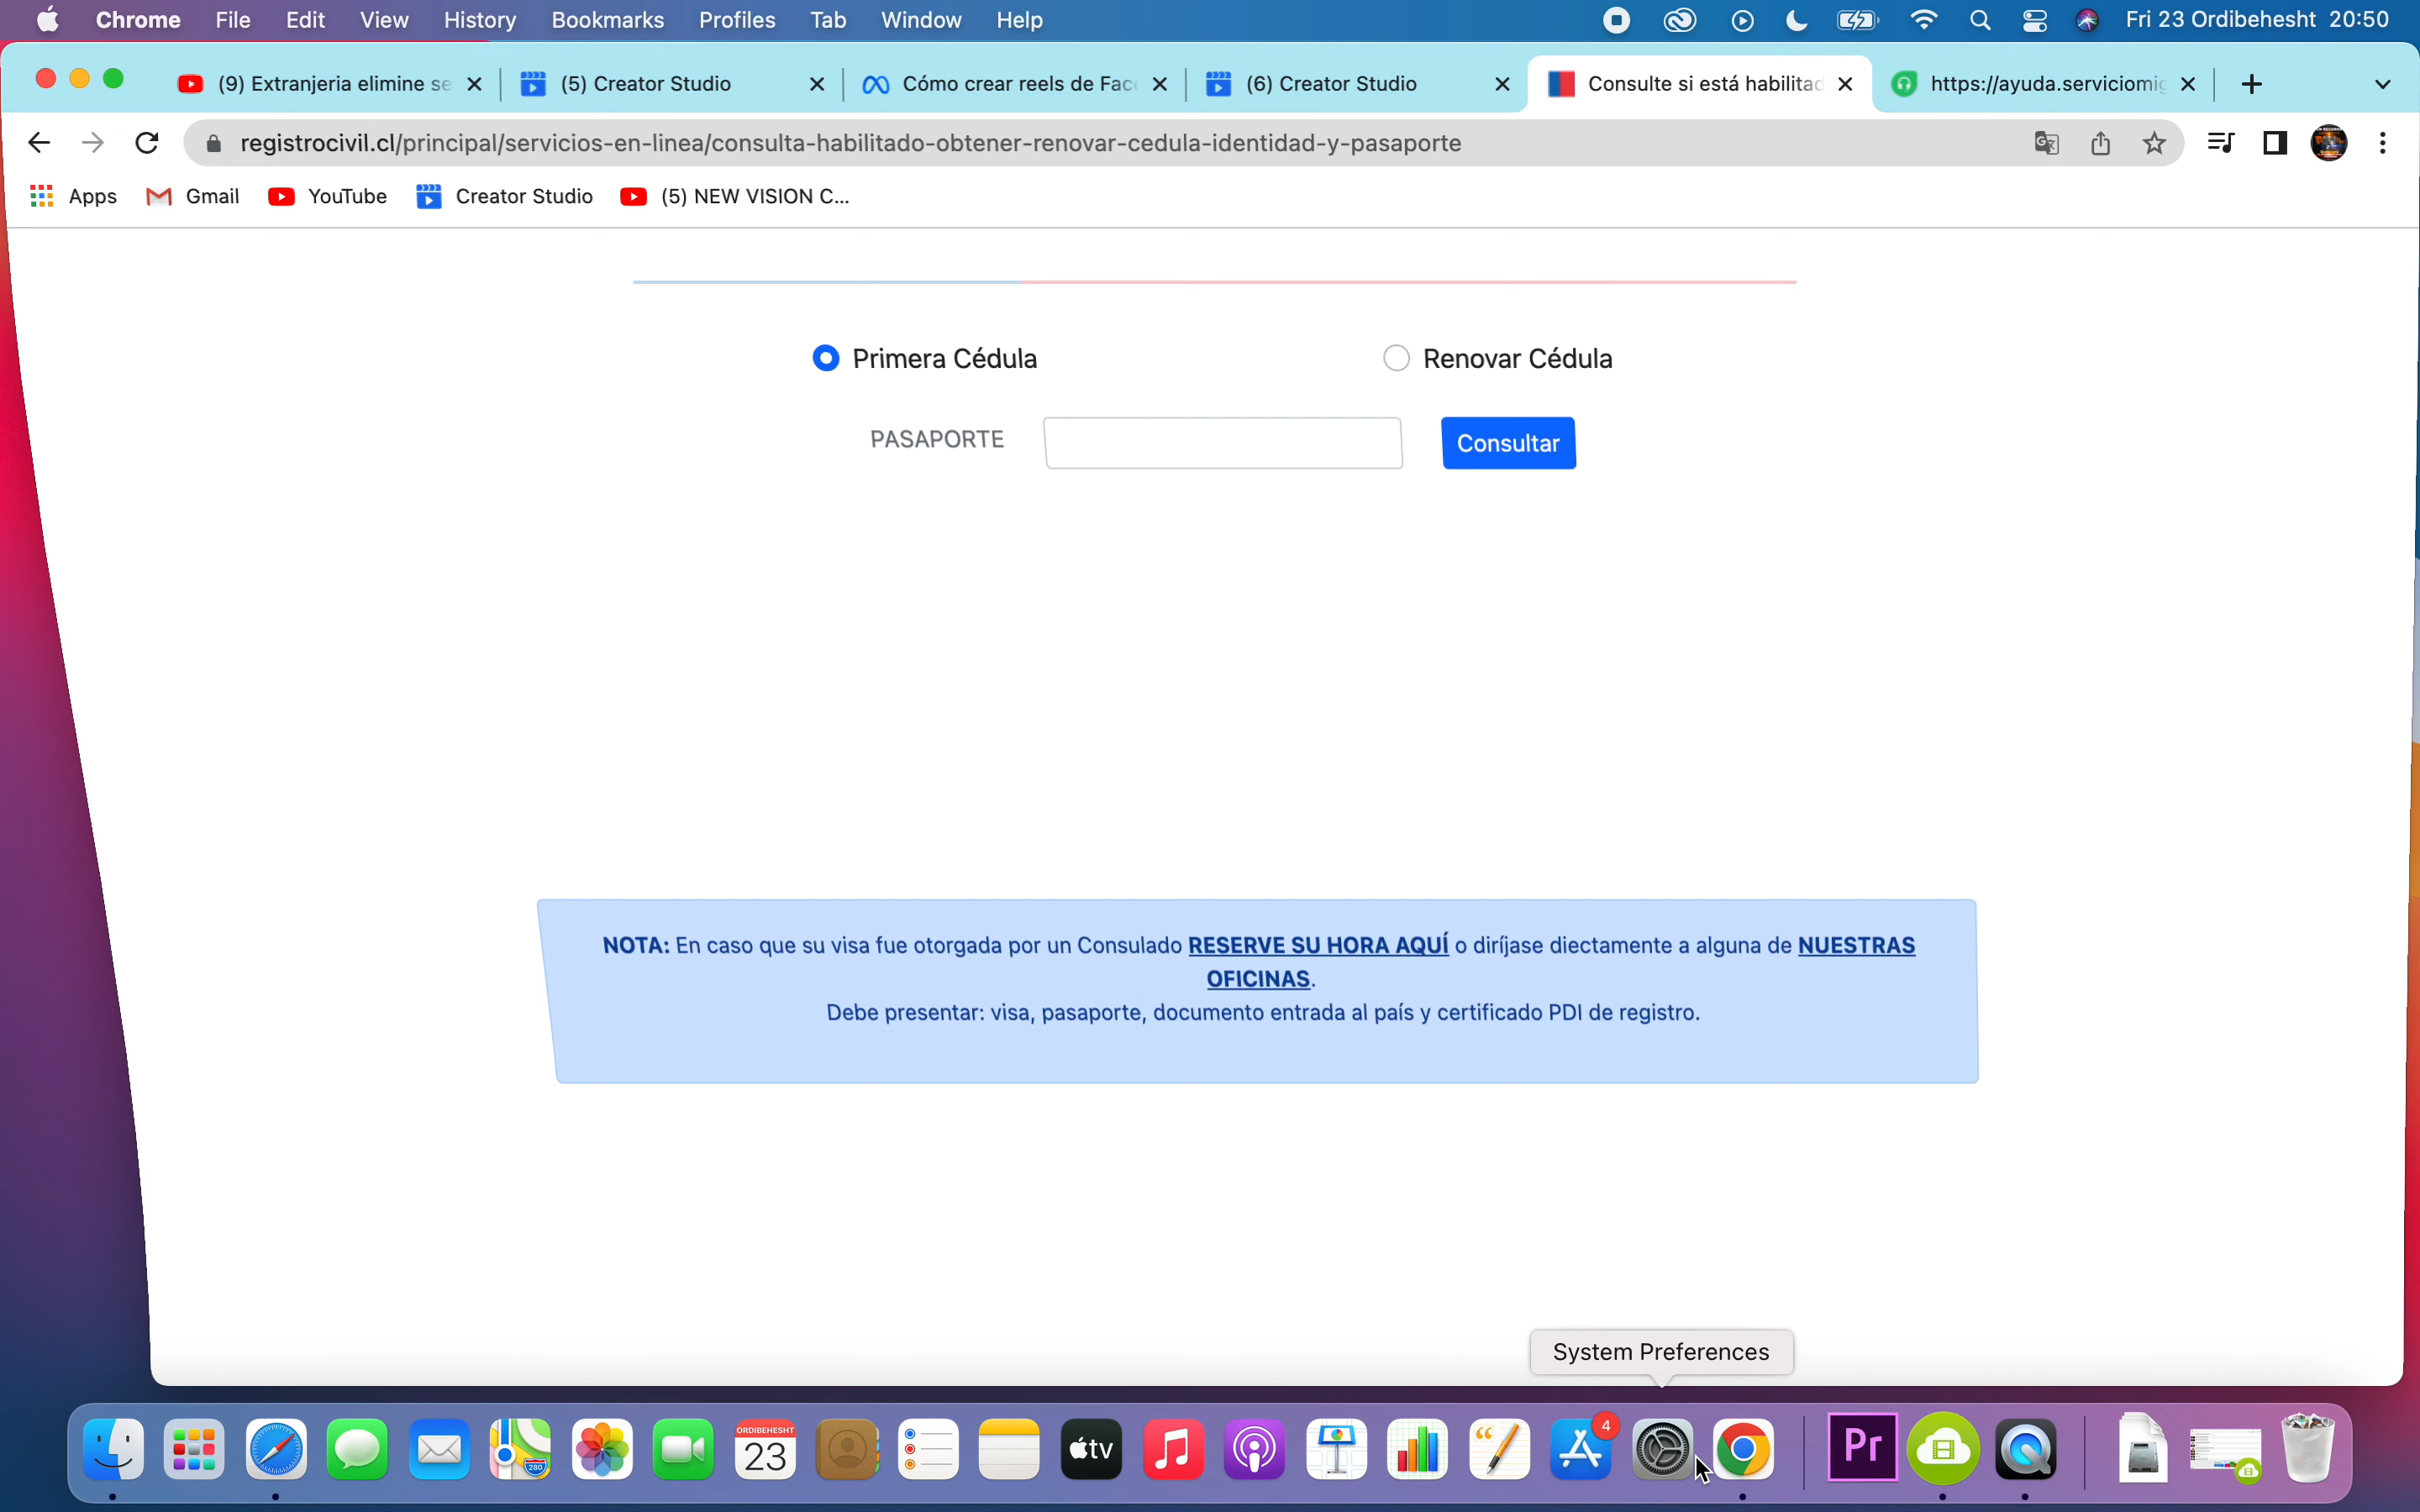 Chrome File Edit View History Bookmarks Profiles Tab Window Help Fri 23 Ordibehesht 20:50
(9) Extranjeria elimine se (5) Creator Studio Cómo crear reels de Face (6) Creator Studio Consulte si está habilitad https://ayuda.serviciomig
registrocivil.cl/principal/servicios-en-linea/consulta-habilitado-obtener-renovar-cedula-identidad-y-pasaporte
Apps Gmail YouTube Creator Studio (5) NEW VISION C...
Primera Cédula Renovar Cédula
PASAPORTE Consultar
NOTA: En caso que su visa fue otorgada por un Consulado RESERVE SU HORA AQUÍ o diríjase diectamente a alguna de NUESTRAS
OFICINAS.
Debe presentar: visa, pasaporte, documento entrada al país y certificado PDI de registro.
System Preferences
280
ORDIBEHESHT
23
tv
4
Pr